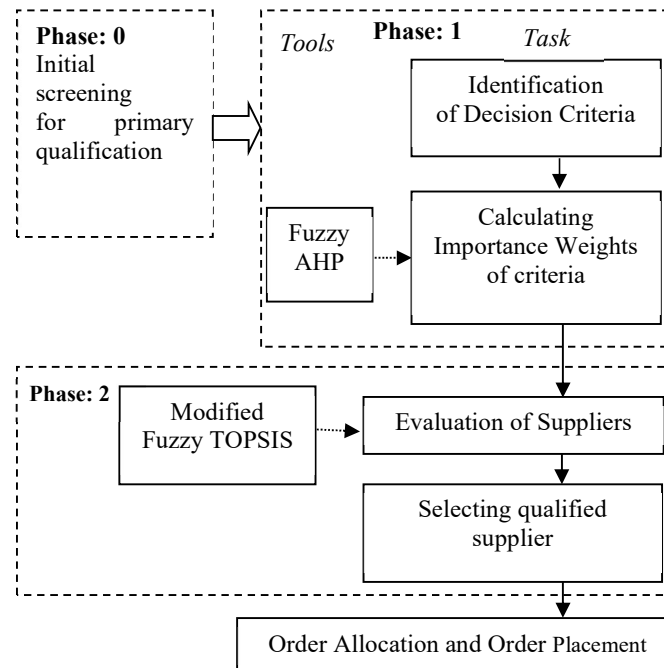 Phase: 0
Initial
screening
for primary
qualification
Phase: 1
Tools
Task
Identification
of Decision Criteria
Fuzzy
AHP
Calculating
Importance Weights
of criteria
Phase: 2
Modified
Fuzzy TOPSIS
Evaluation of Suppliers
Selecting qualified
supplier
Order Allocation and Order Placement